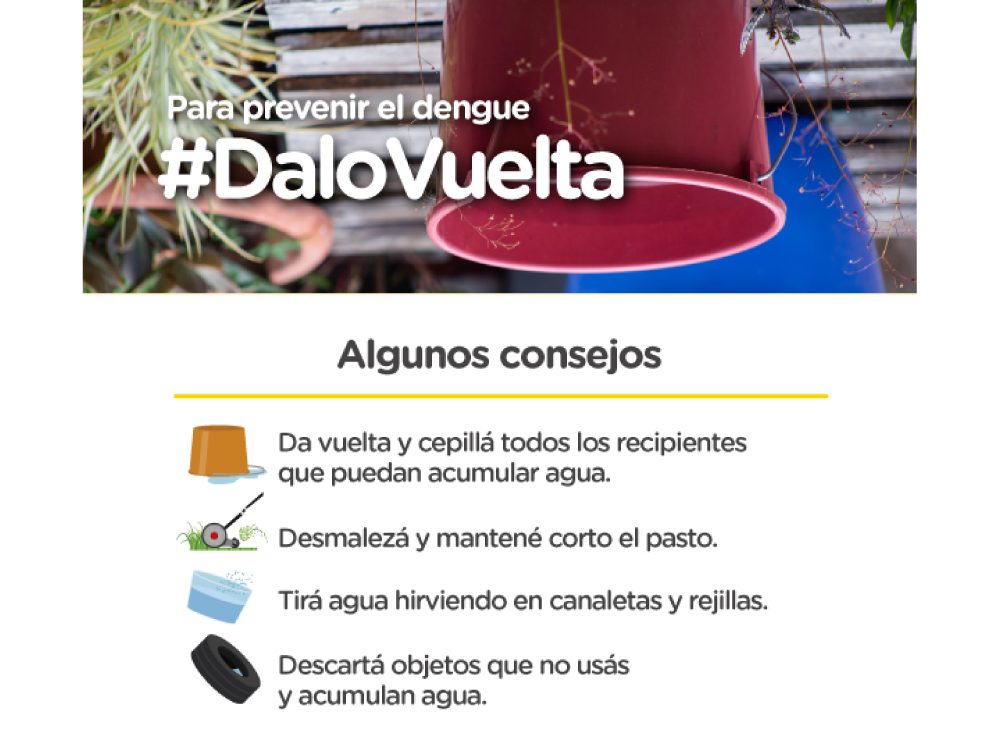 Para prevenir el dengue
#DaloVuelta
Algunos consejos
Da vuelta y cepillá todos los recipientes
que puedan acumular agua.
Desmalezá y mantené corto el pasto.
Tirá agua hirviendo en canaletas y rejillas.
Descartá objetos que no usás
y acumulan agua.